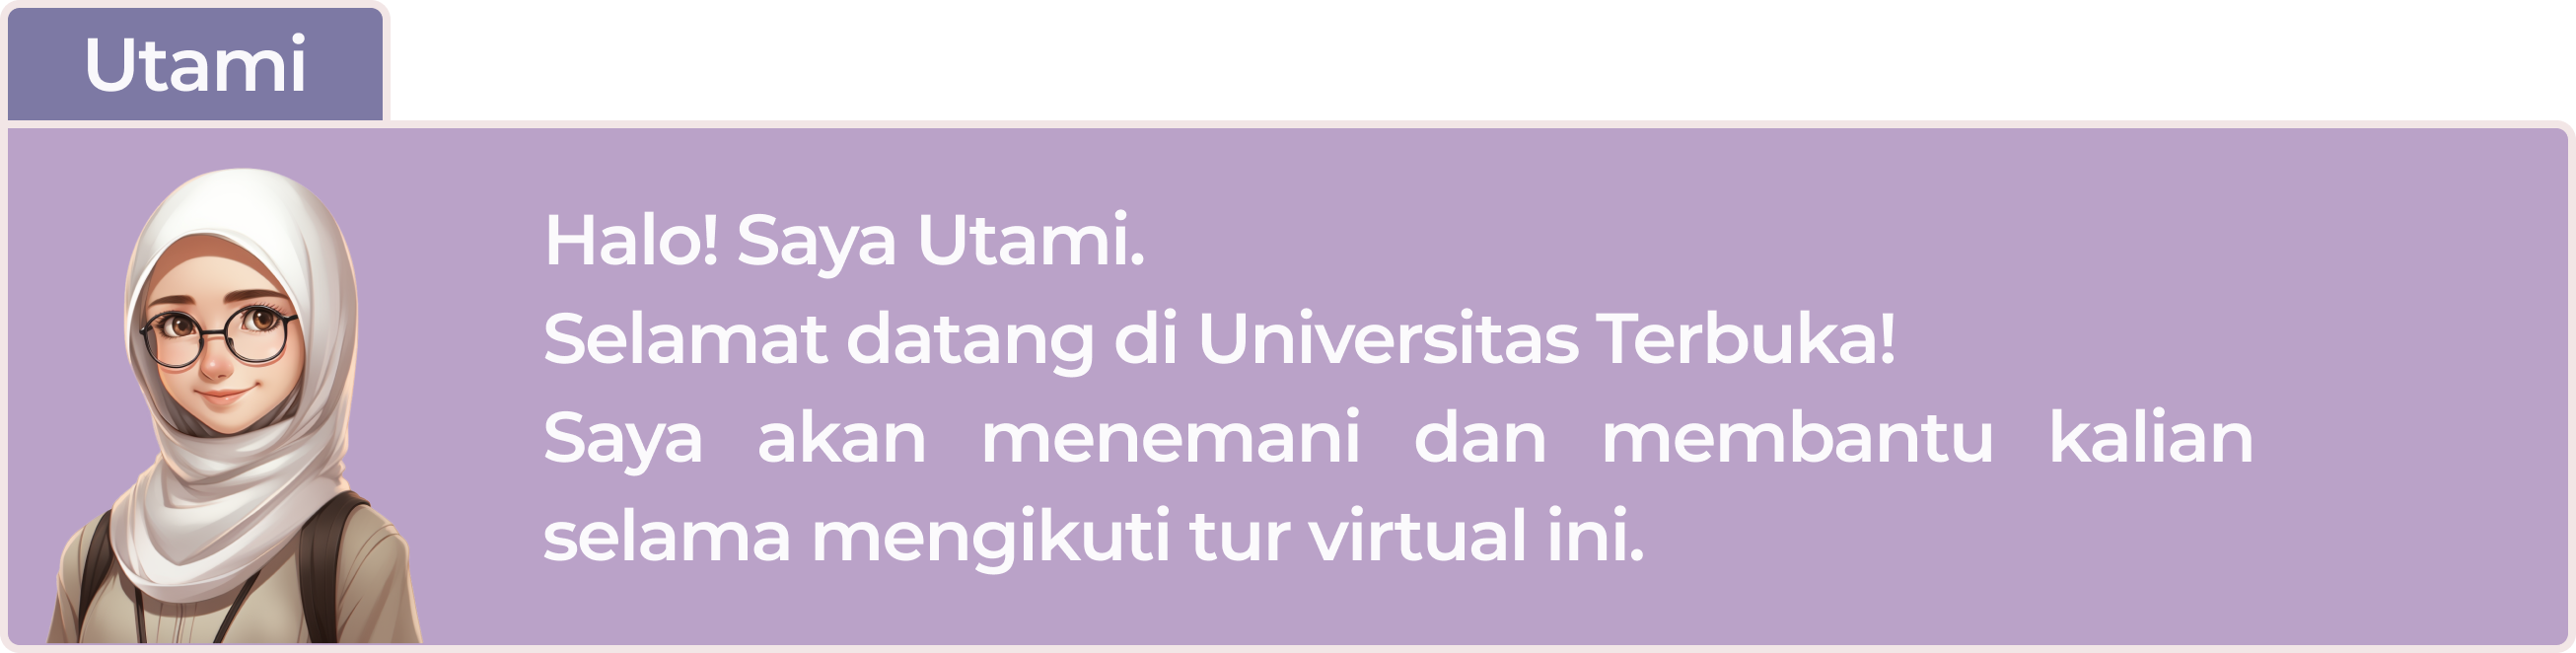 Utami
Halo! Saya Utami.
Selamat datang di Universitas Terbuka!
Saya akan menemani dan membantu kalian
selama mengikuti tur virtual ini.